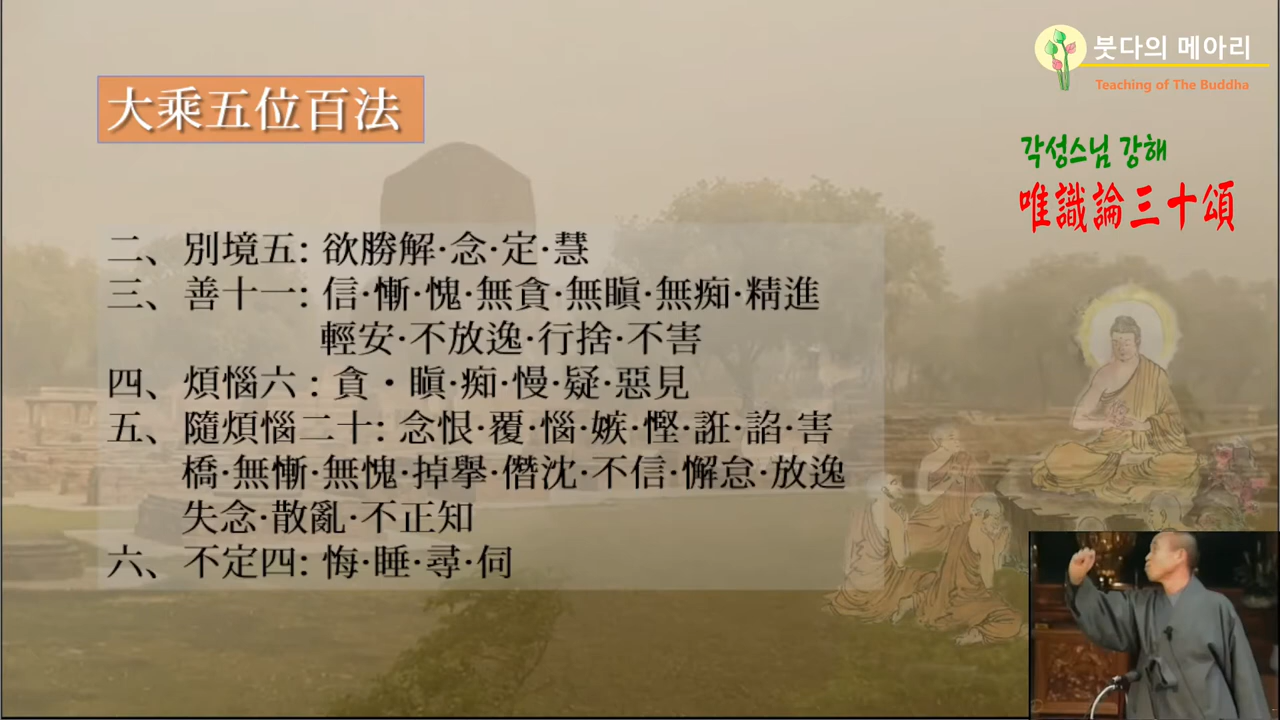 大乘五位百法
붓다의 메아리
Teaching of The Buddha
각성스님 강해
唯識論三十頌
二、別境五: 欲勝解·念·定·慧
三、善十一: 信·慚·愧·無貪·無瞋·無痴·精進
輕安·不放逸·行捨·不害
四、煩惱六 : 貪·瞋·痴·慢·疑·惡見
五、隨煩惱二十: 念恨·覆·惱·嫉·慳·誑·諂·害
橋·無慚·無愧·掉擧·僭沈·不信·懈怠·放逸
失念·散亂·不正知
六、不定四: 悔·睡·尋·伺